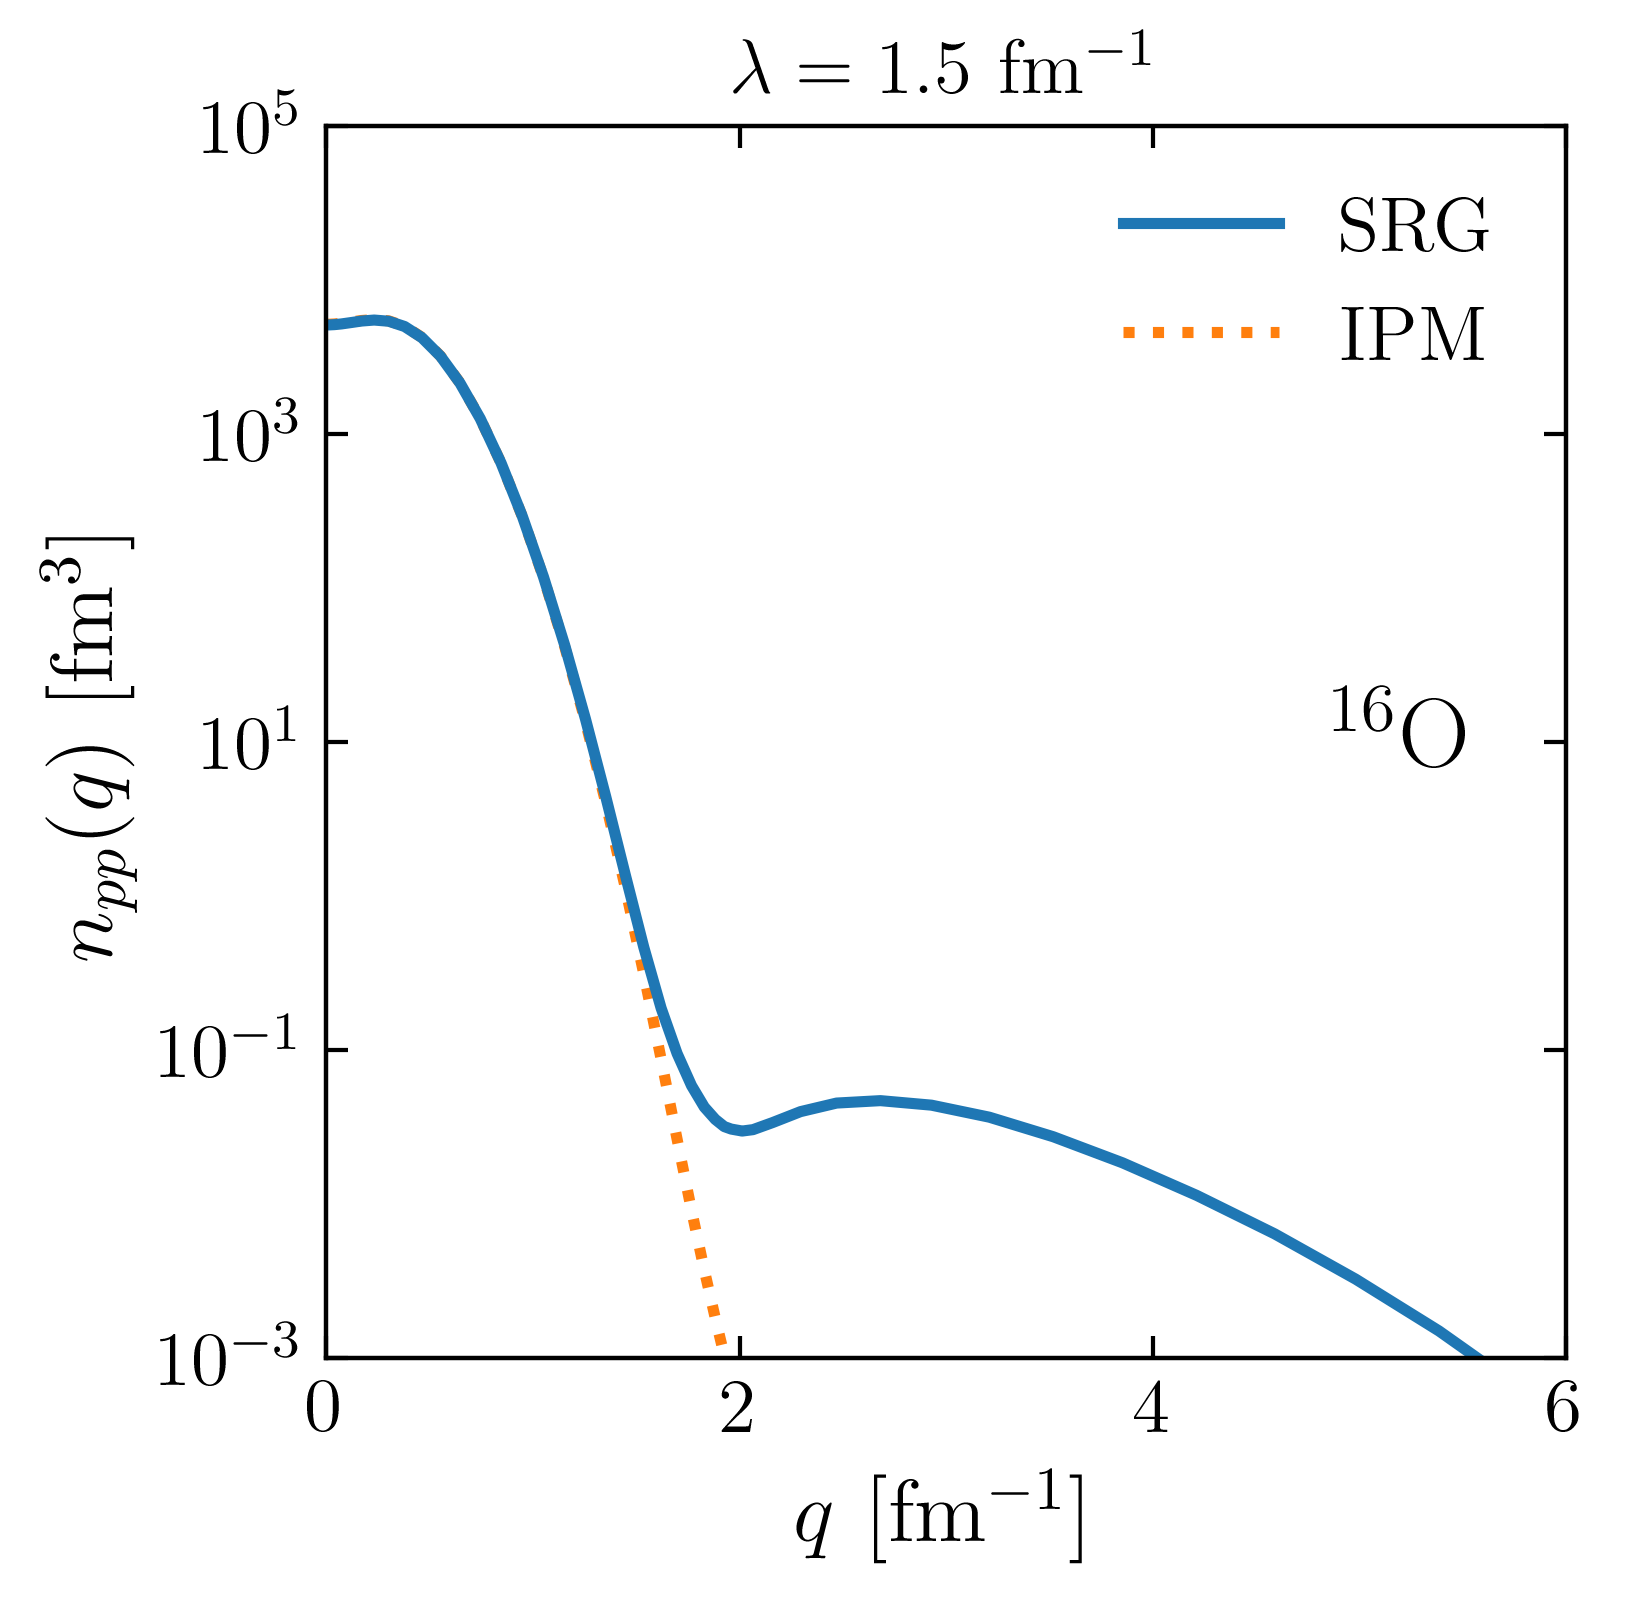 λ = 1.5 fm⁻¹
10⁵
10³
10¹
10⁻¹
10⁻³
nₚₚ(q) [fm³]
SRG
IPM
¹⁶O
0 2 4 6
q [fm⁻¹]